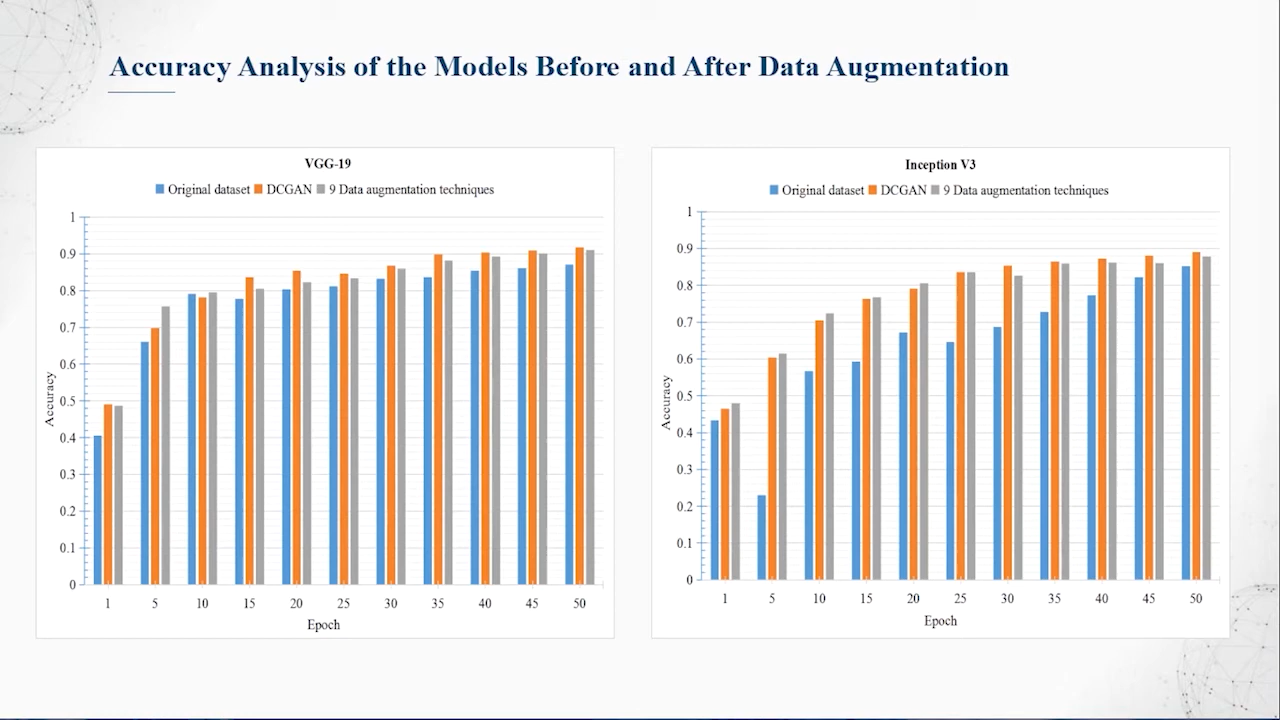 Accuracy Analysis of the Models Before and After Data Augmentation
VGG-19
Original dataset DCGAN 9 Data augmentation techniques
1
0.9
0.8
0.7
0.6
0.5
0.4
0.3
0.2
0.1
0
Accuracy
1 5 10 15 20 25 30 35 40 45 50
Epoch
Inception V3
Original dataset DCGAN 9 Data augmentation techniques
1
0.9
0.8
0.7
0.6
0.5
0.4
0.3
0.2
0.1
0
Accuracy
1 5 10 15 20 25 30 35 40 45 50
Epoch